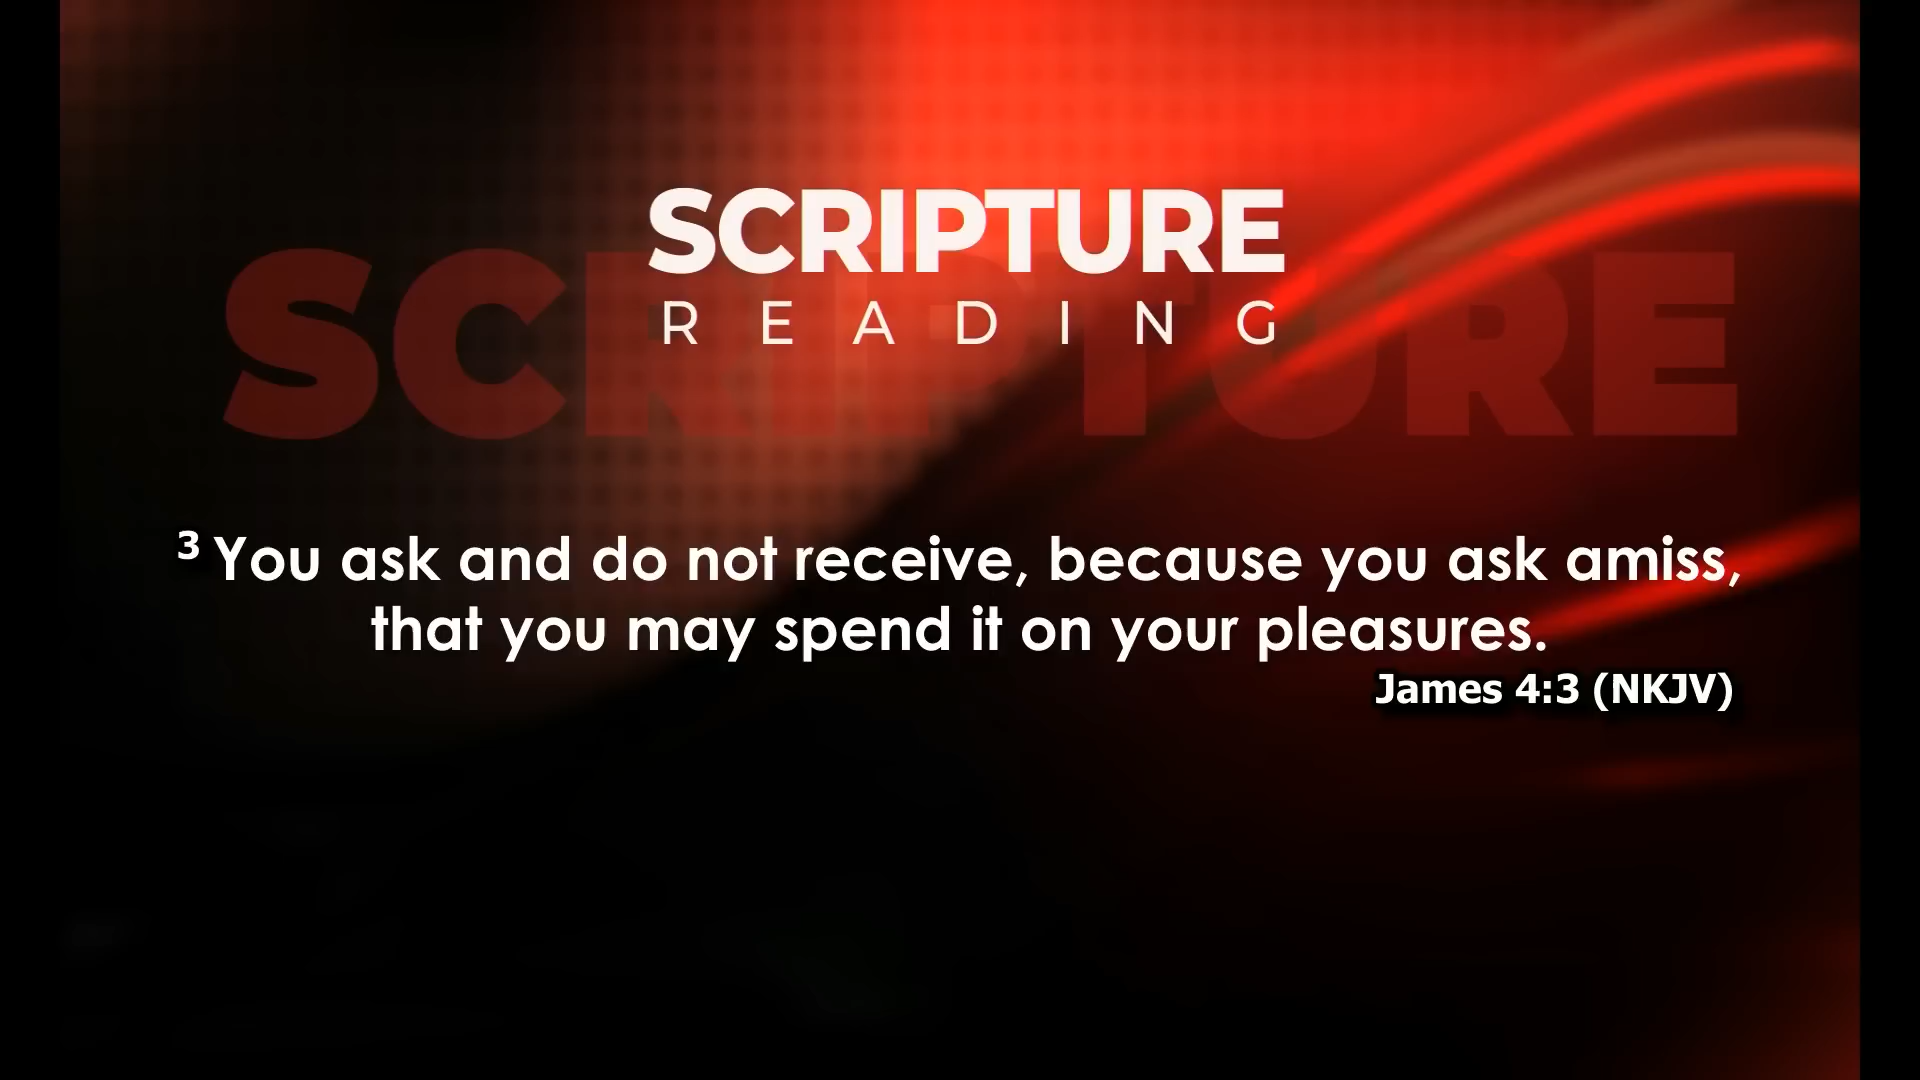 SCRIPTURE
SCRIPTURE
READING
3 You ask and do not receive, because you ask amiss,
that you may spend it on your pleasures.
James 4:3 (NKJV)